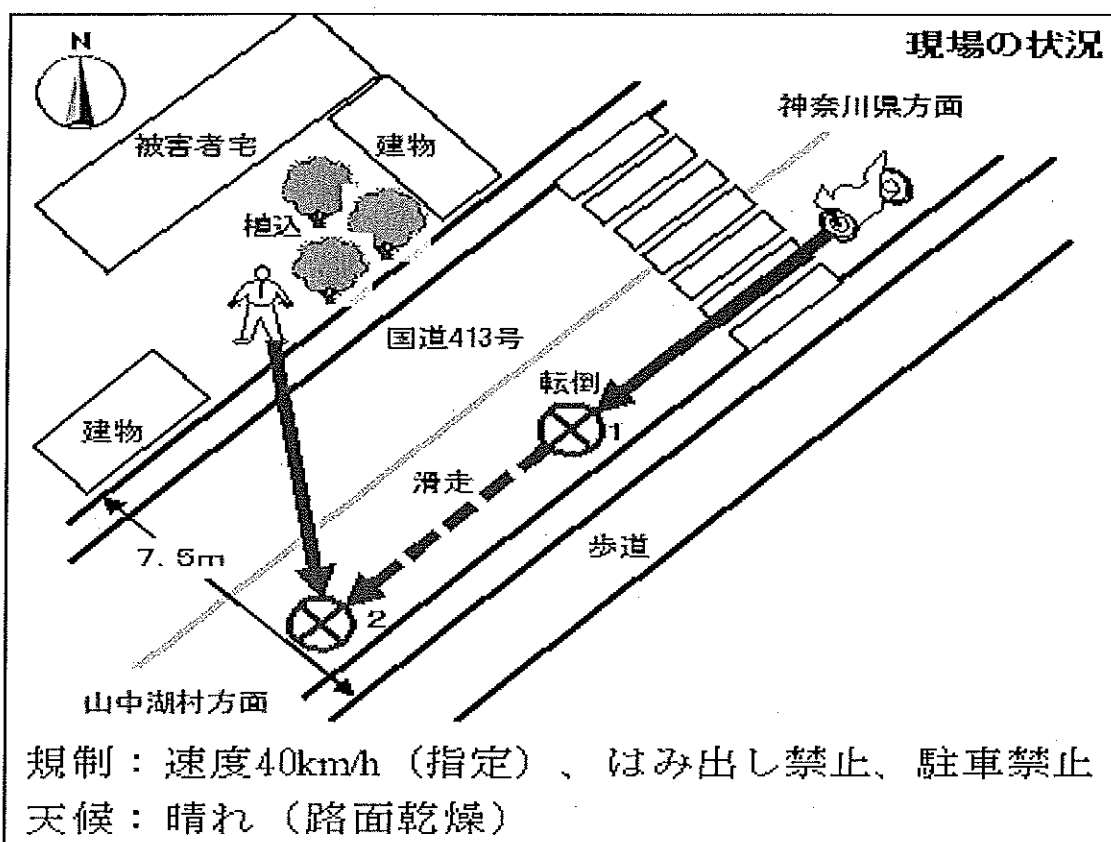 現場の状況
N
神奈川県方面
被害者宅
建物
植込
国道413号
転倒
1
建物
滑走
歩道
7.5m
2
山中湖村方面
規制：速度40km/h（指定）、はみ出し禁止、駐車禁止
天候：晴れ（路面乾燥）